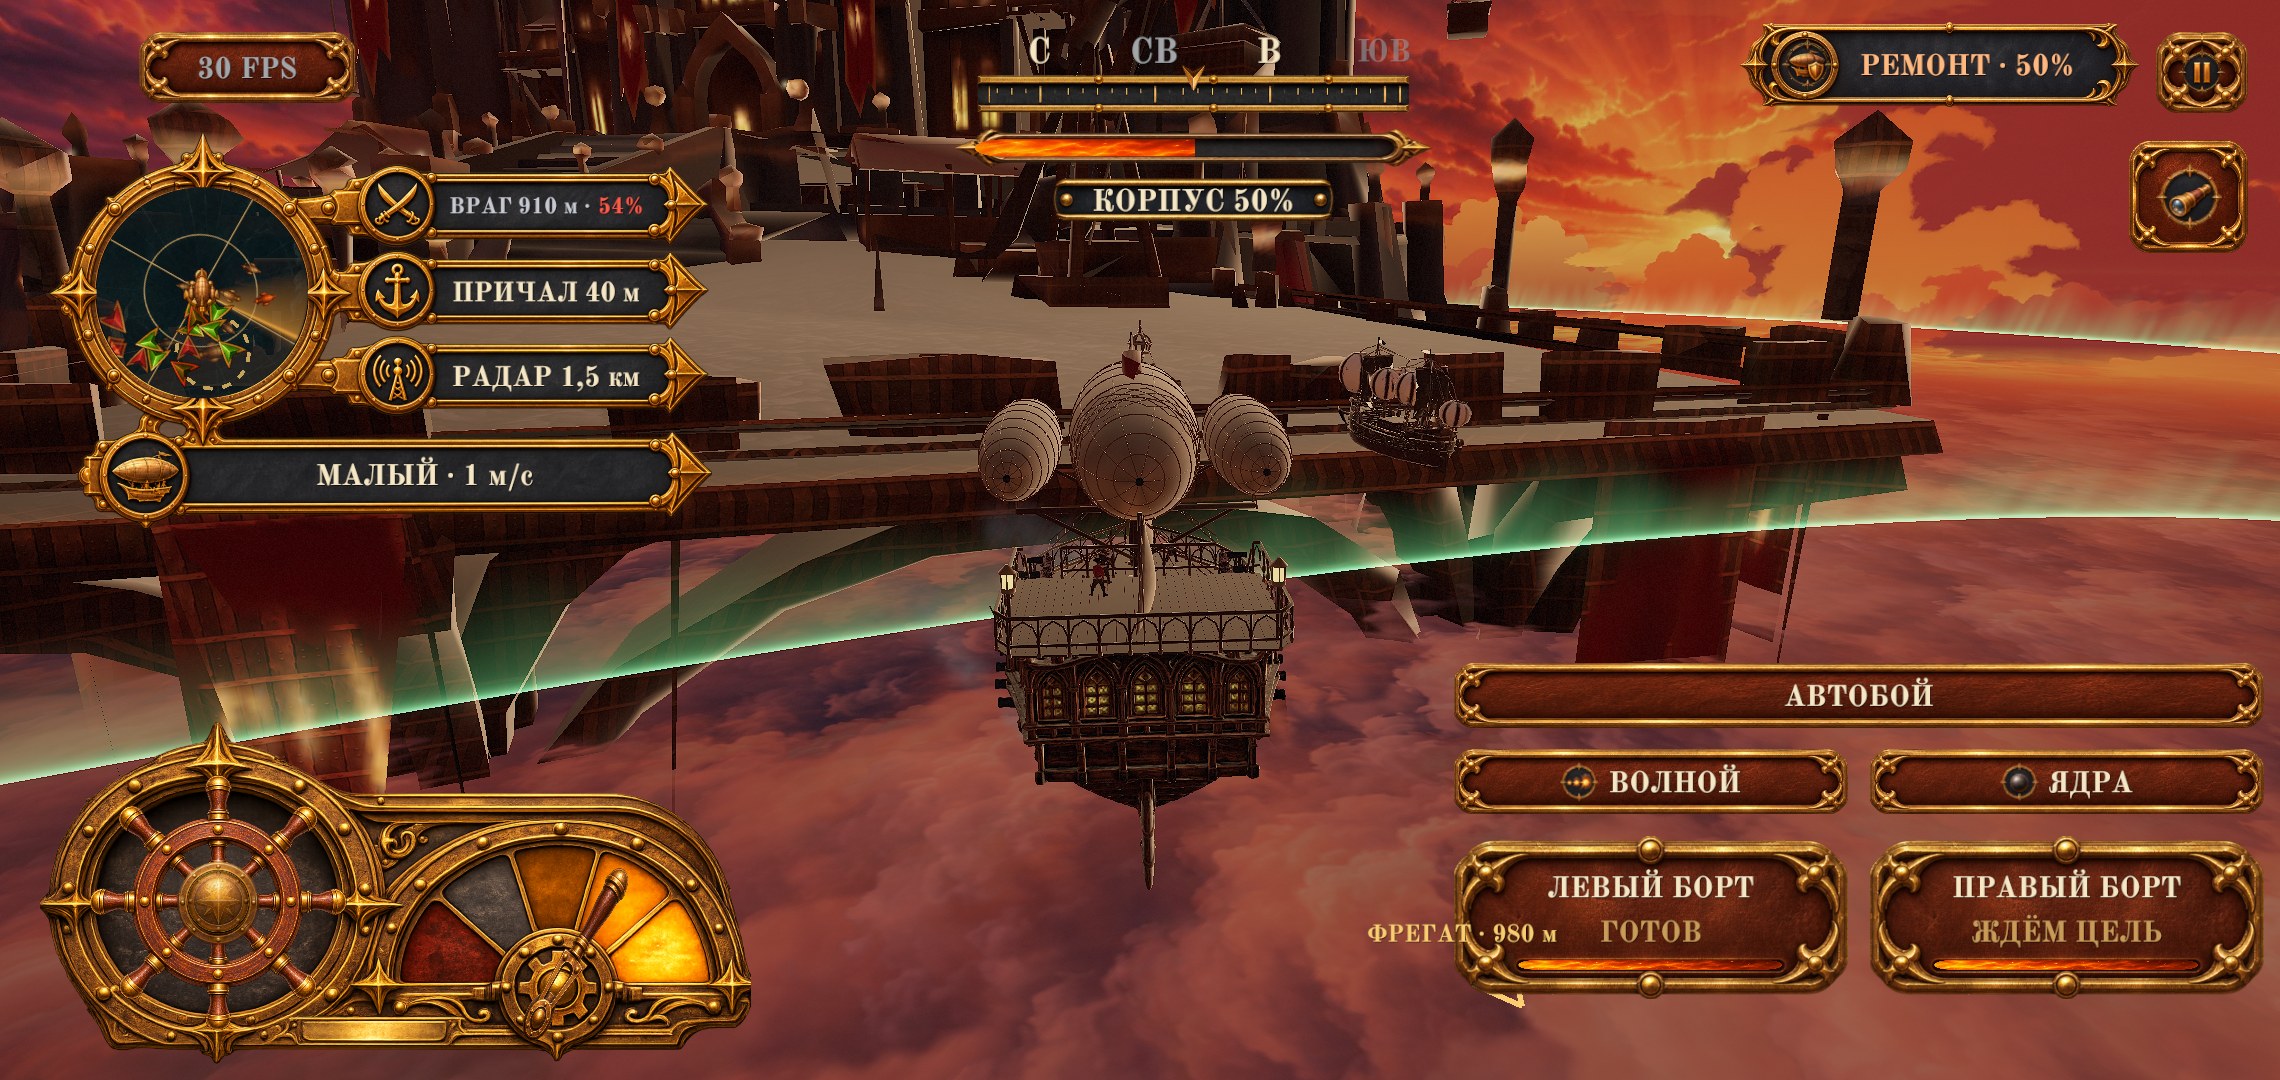 30 FPS
С СВ В ЮВ
РЕМОНТ · 50%
КОРПУС 50%
ВРАГ 910 м · 54%
ПРИЧАЛ 40 м
РАДАР 1,5 км
МАЛЫЙ · 1 м/с
АВТОБОЙ
ВОЛНОЙ
ЯДРА
ЛЕВЫЙ БОРТ
ГОТОВ
ПРАВЫЙ БОРТ
ЖДЁМ ЦЕЛЬ
ФРЕГАТ · 980 м